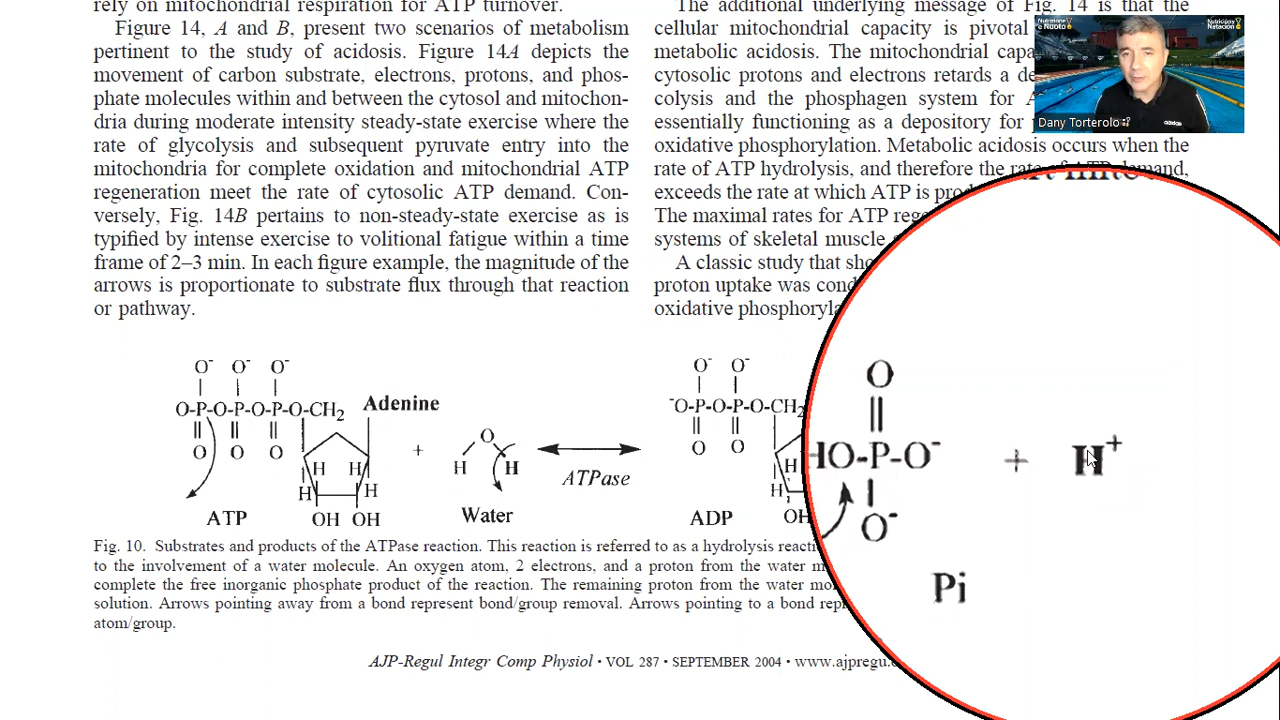 rely on mitochondrial respiration for ATP turnover.
Figure 14, A and B, present two scenarios of metabolism
pertinent to the study of acidosis. Figure 14A depicts the
movement of carbon substrate, electrons, protons, and phos-
phate molecules within and between the cytosol and mitochon-
dria during moderate intensity steady-state exercise where the
rate of glycolysis and subsequent pyruvate entry into the
mitochondria for complete oxidation and mitochondrial ATP
regeneration meet the rate of cytosolic ATP demand. Con-
versely, Fig. 14B pertains to non-steady-state exercise as is
typified by intense exercise to volitional fatigue within a time
frame of 2–3 min. In each figure example, the magnitude of the
arrows is proportionate to substrate flux through that reaction
or pathway.
The additional underlying message of Fig. 14 is that the
cellular mitochondrial capacity is pivotal
metabolic acidosis. The mitochondrial capa
cytosolic protons and electrons retards a de
colysis and the phosphagen system for A
essentially functioning as a depository for
oxidative phosphorylation. Metabolic acidosis occurs when the
rate of ATP hydrolysis, and therefore the rate of ATP demand,
exceeds the rate at which ATP is pro
The maximal rates for ATP rege
systems of skeletal muscle
A classic study that sho
proton uptake was cond
oxidative phosphoryla
Nutrizione
e Nuoto
Nutrición y
Natación
adidas
Dany Torterolo
O- O- O-
O-P-O-P-O-P-O-CH2 Adenine
O O O
H H
H H
OH OH
ATP
+
O
H H
Water
ATPase
O- O-
-O-P-O-P-O-CH2
O O
H
H
OH
ADP
O
HO-P-O- + H+
O-
Pi
Fig. 10. Substrates and products of the ATPase reaction. This reaction is referred to as a hydrolysis reacti
to the involvement of a water molecule. An oxygen atom, 2 electrons, and a proton from the water m
complete the free inorganic phosphate product of the reaction. The remaining proton from the water mo
solution. Arrows pointing away from a bond represent bond/group removal. Arrows pointing to a bond rep
atom/group.
AJP-Regul Integr Comp Physiol • VOL 287 • SEPTEMBER 2004 • www.ajpregu.